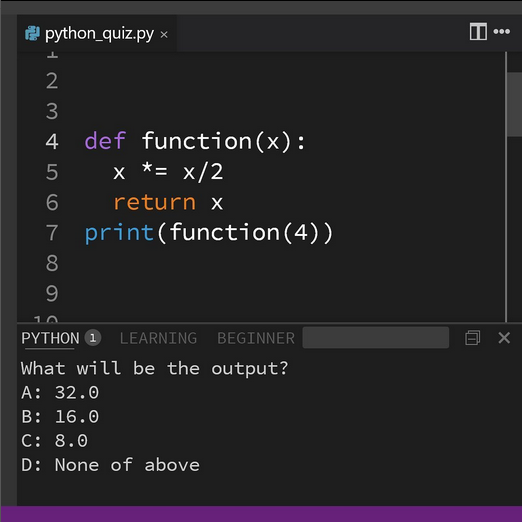 python_quiz.py ×
1
2
3
4 def function(x):
5 x *= x/2
6 return x
7 print(function(4))
8
9
10
PYTHON 1 LEARNING BEGINNER
What will be the output?
A: 32.0
B: 16.0
C: 8.0
D: None of above